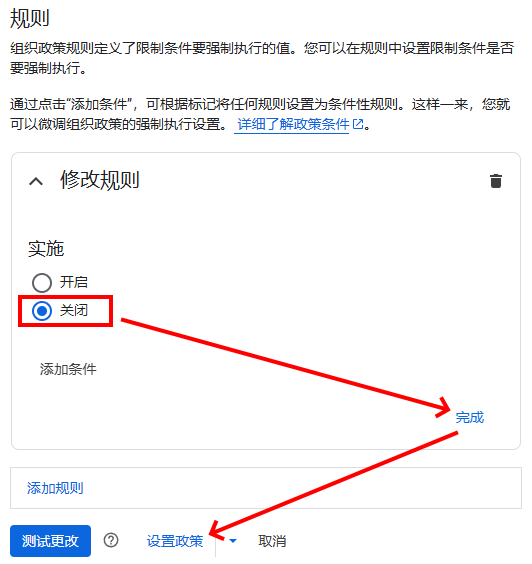 规则
组织政策规则定义了限制条件要强制执行的值。您可以在规则中设置限制条件是否
要强制执行。
通过点击“添加条件”，可根据标记将任何规则设置为条件性规则。这样一来，您就
可以微调组织政策的强制执行设置。 详细了解政策条件。
修改规则
实施
开启
关闭
添加条件
完成
添加规则
测试更改 设置政策 取消